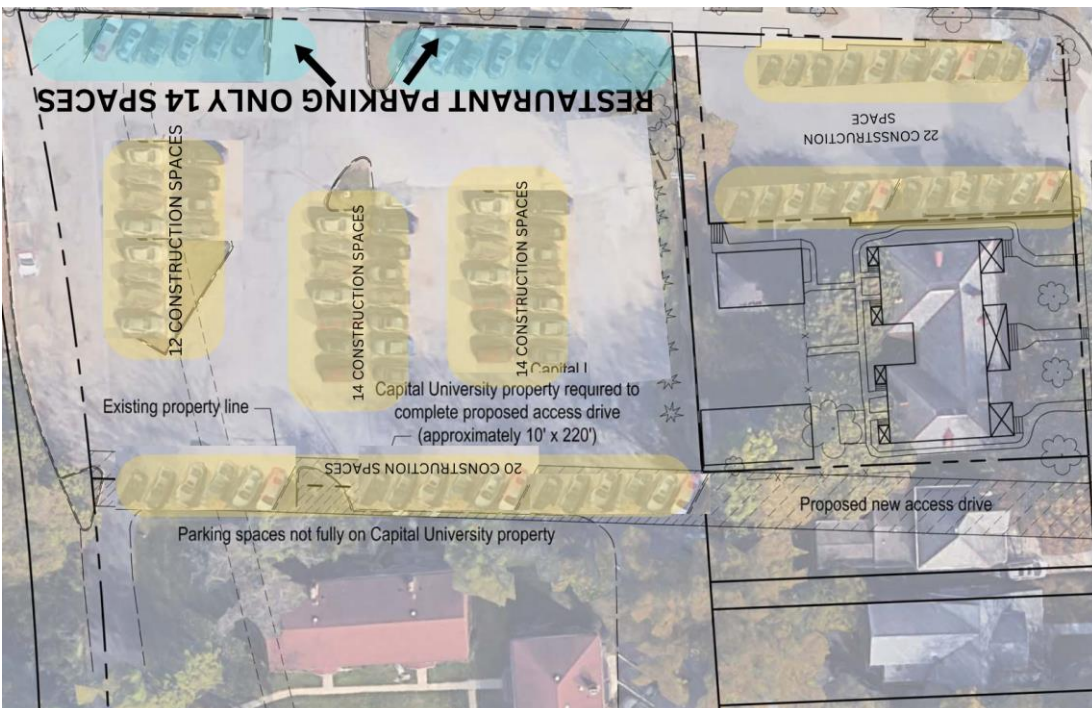 RESTAURANT PARKING ONLY 14 SPACES
22 CONSSTRUCTION
SPACE
12 CONSTRUCTION SPACES
14 CONSTRUCTION SPACES
14 CONSTRUCTION SPACES
Capital l
Capital University property required to
complete proposed access drive
(approximately 10' x 220')
Existing property line
20 CONSTRUCTION SPACES
Proposed new access drive
Parking spaces not fully on Capital University property